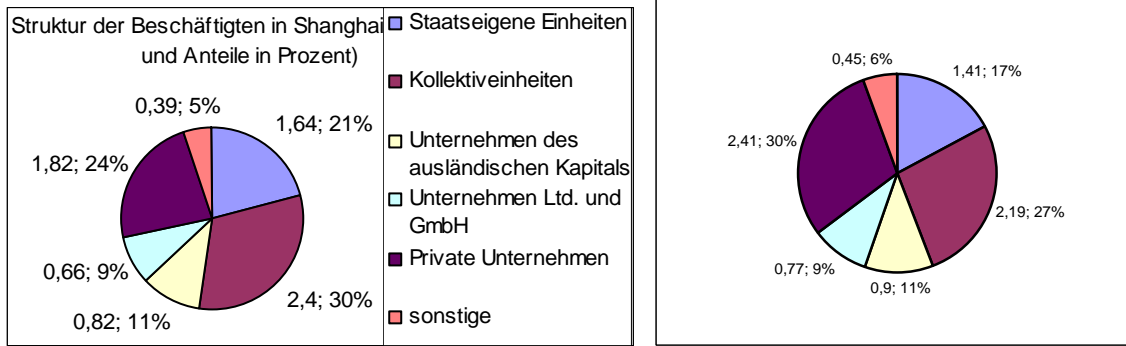 Struktur der Beschäftigten in Shanghai
und Anteile in Prozent)
0,39; 5%
1,64; 21%
1,82; 24%
0,66; 9%
0,82; 11%
2,4; 30%
Staatseigene Einheiten
Kollektiveinheiten
Unternehmen des
ausländischen Kapitals
Unternehmen Ltd. und
GmbH
Private Unternehmen
sonstige
0,45; 6%
1,41; 17%
2,41; 30%
2,19; 27%
0,77; 9%
0,9; 11%